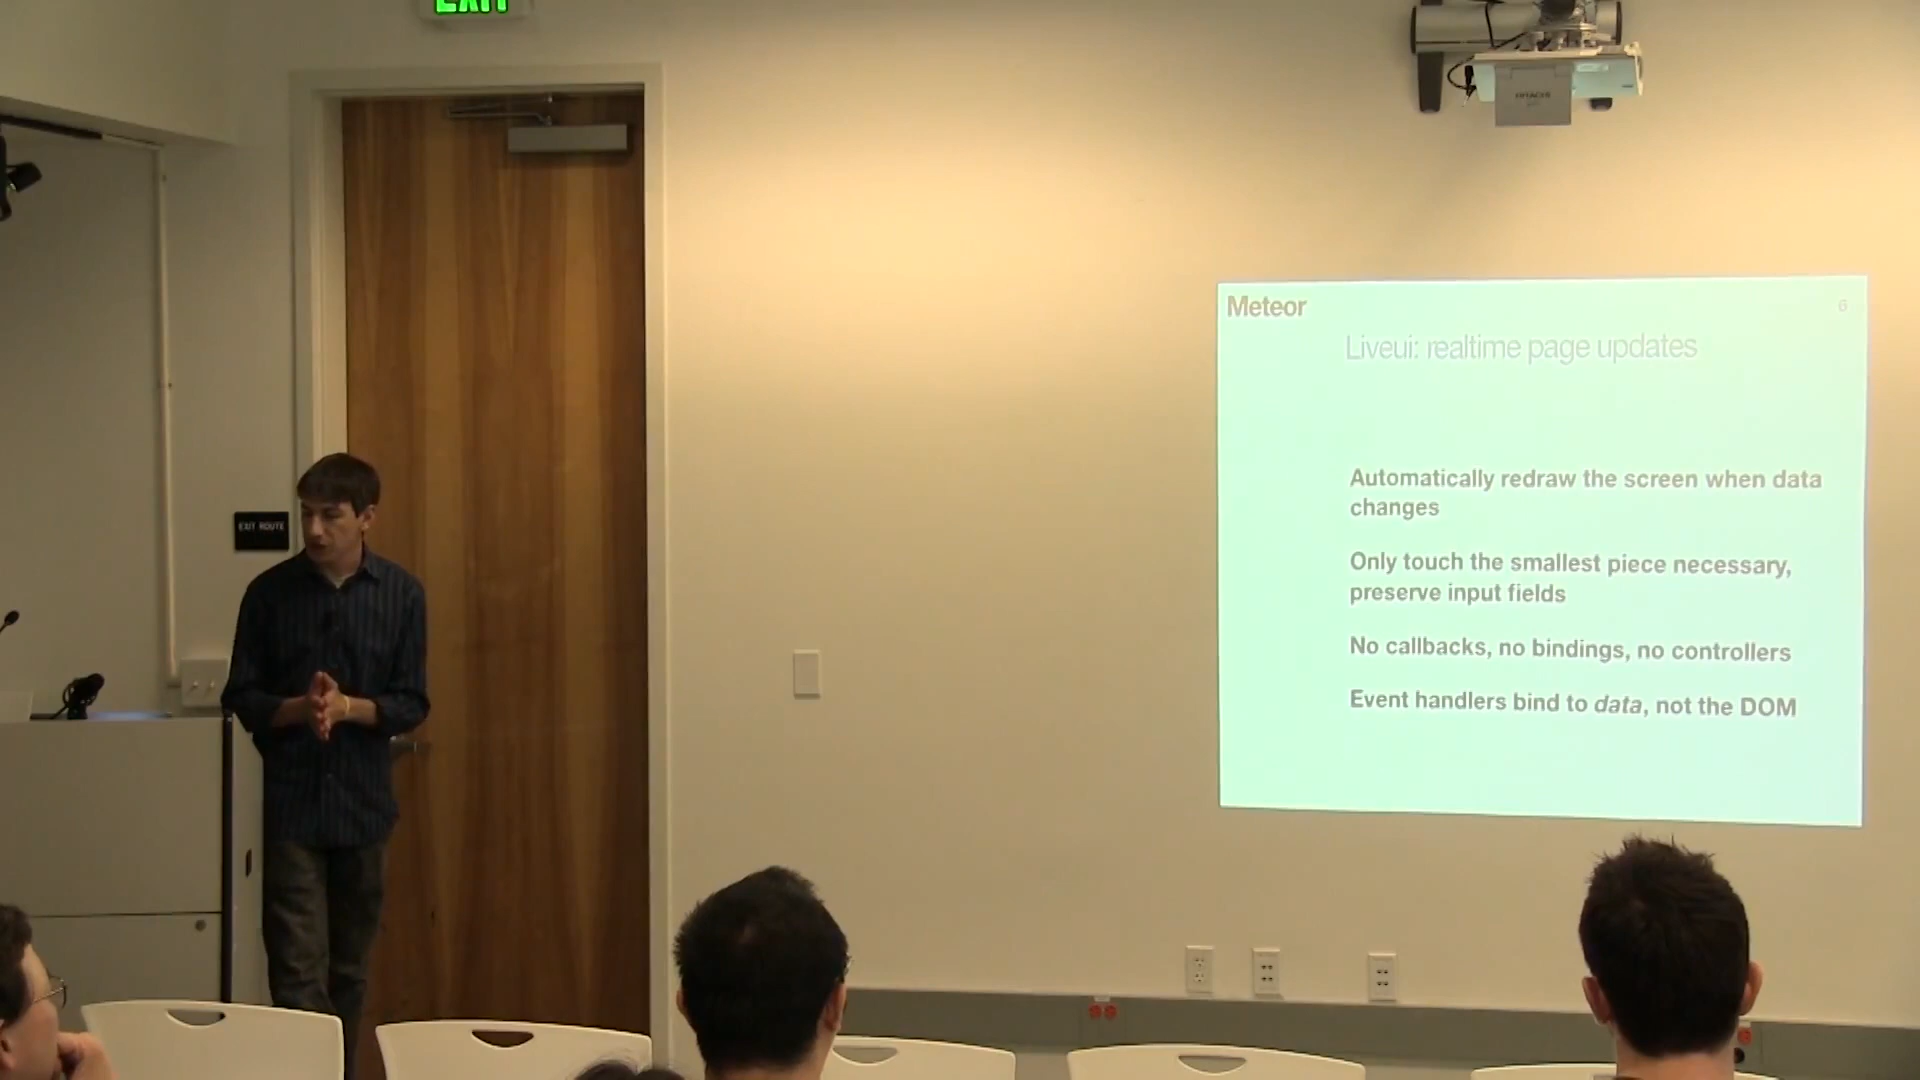 EXIT
HITACHI
EXIT ROUTE
Meteor
6
Liveui: realtime page updates
Automatically redraw the screen when data
changes
Only touch the smallest piece necessary,
preserve input fields
No callbacks, no bindings, no controllers
Event handlers bind to data, not the DOM